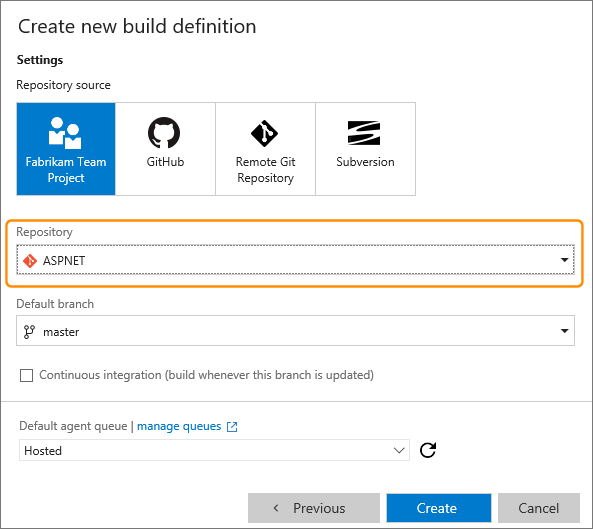 Create new build definition
Settings
Repository source
Fabrikam Team
Project
GitHub
Remote Git
Repository
Subversion
Repository
ASPNET
Default branch
master
Continuous integration (build whenever this branch is updated)
Default agent queue | manage queues
Hosted
Previous
Create
Cancel